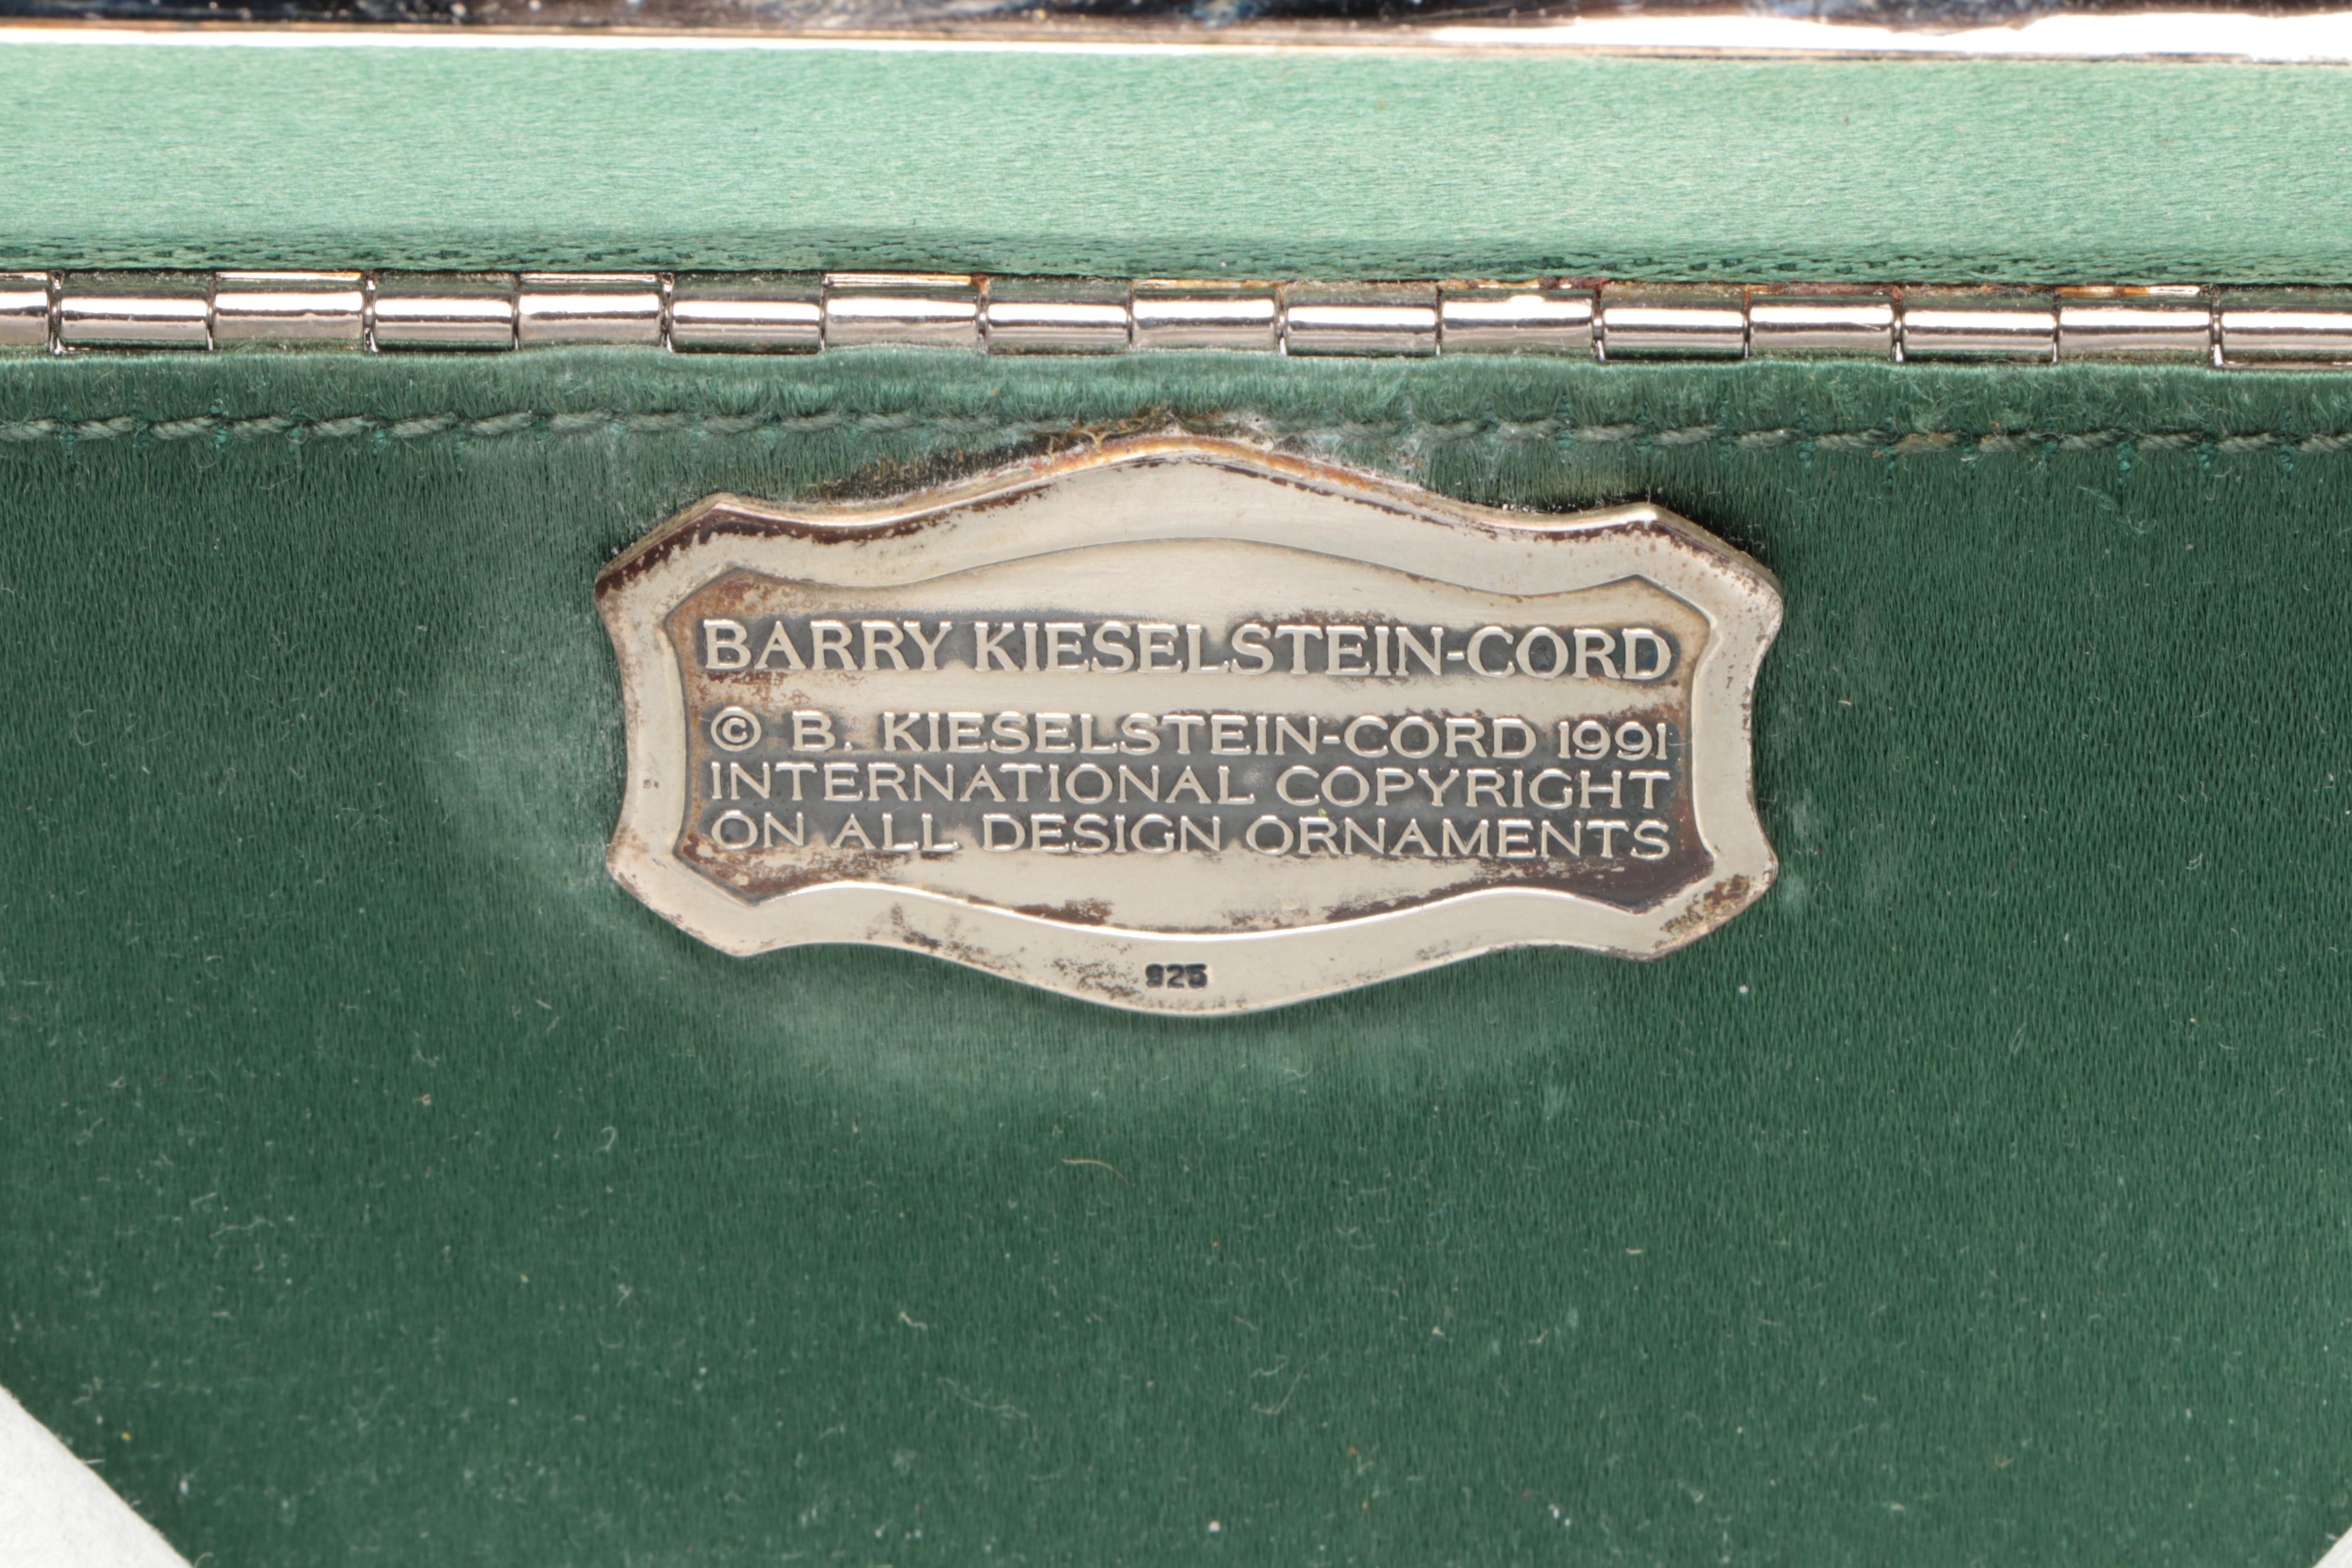 BARRY KIESELSTEIN-CORD
© B. KIESELSTEIN-CORD 1991
INTERNATIONAL COPYRIGHT
ON ALL DESIGN ORNAMENTS
925